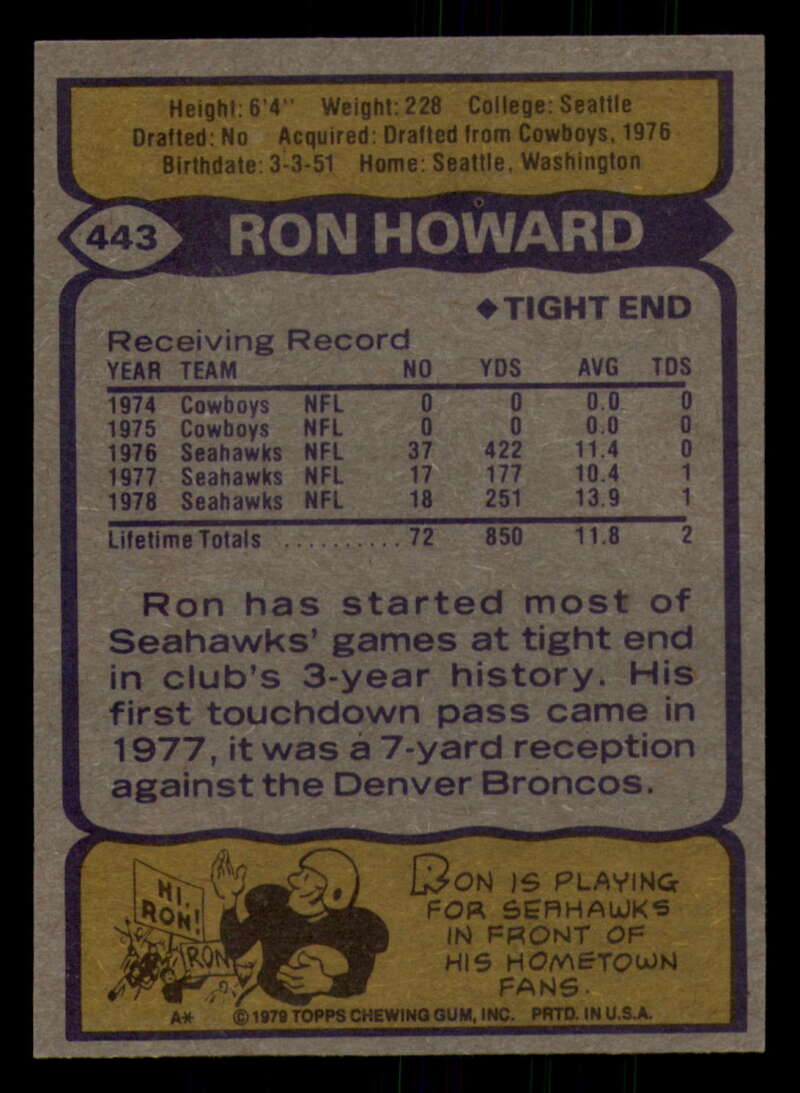 Height: 6'4" Weight: 228 College: Seattle
Drafted: No Acquired: Drafted from Cowboys, 1976
Birthdate: 3-3-51 Home: Seattle, Washington
443 RON HOWARD
◆TIGHT END
Receiving Record
YEAR TEAM NO YDS AVG TDS
1974 Cowboys NFL 0 0 0.0 0
1975 Cowboys NFL 0 0 0.0 0
1976 Seahawks NFL 37 422 11.4 0
1977 Seahawks NFL 17 177 10.4 1
1978 Seahawks NFL 18 251 13.9 1
Lifetime Totals .......... 72 850 11.8 2
Ron has started most of
Seahawks' games at tight end
in club's 3-year history. His
first touchdown pass came in
1977, it was a 7-yard reception
against the Denver Broncos.
HI,
RON!
RON
RON IS PLAYING
FOR SEAHAWKS
IN FRONT OF
HIS HOMETOWN
FANS.
A* © 1979 TOPPS CHEWING GUM, INC. PRTD. IN U.S.A.